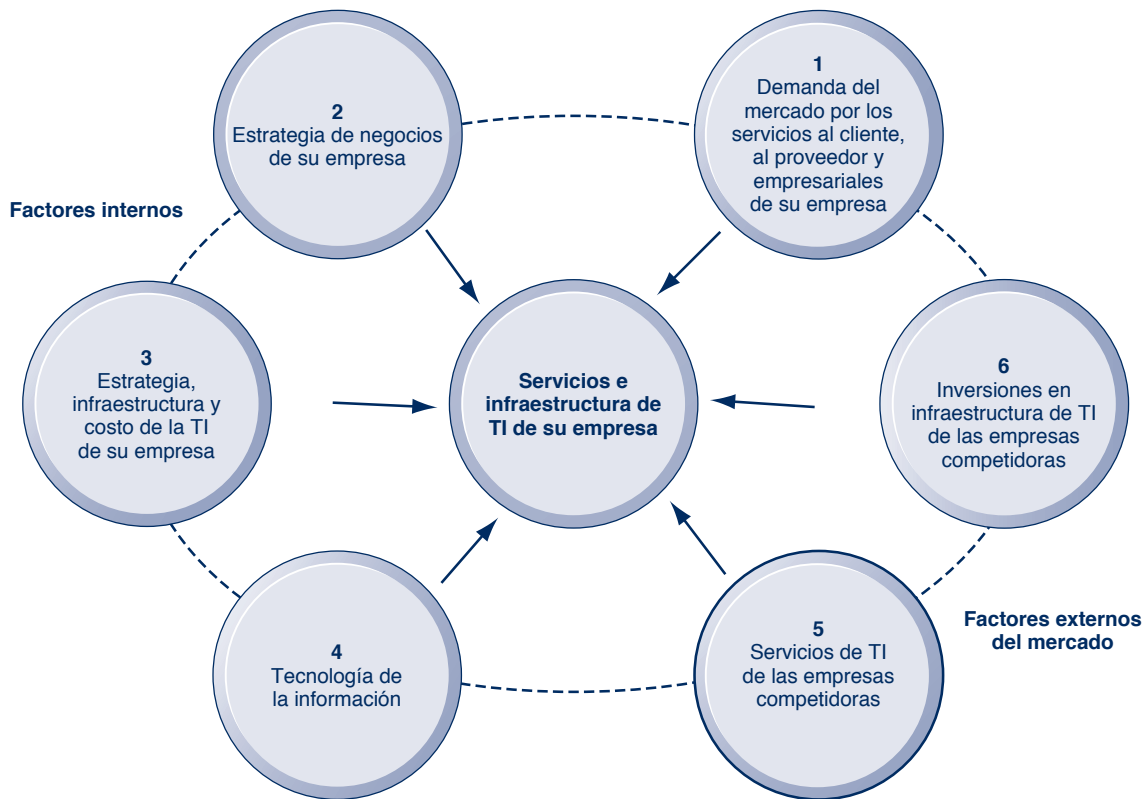 1
Demanda del
mercado por los
servicios al cliente,
al proveedor y
empresariales
de su empresa
2
Estrategia de negocios
de su empresa
Factores internos
3
Estrategia,
infraestructura y
costo de la TI
de su empresa
Servicios e
infraestructura de
TI de su empresa
6
Inversiones en
infraestructura de TI
de las empresas
competidoras
4
Tecnología de
la información
5
Servicios de TI
de las empresas
competidoras
Factores externos
del mercado